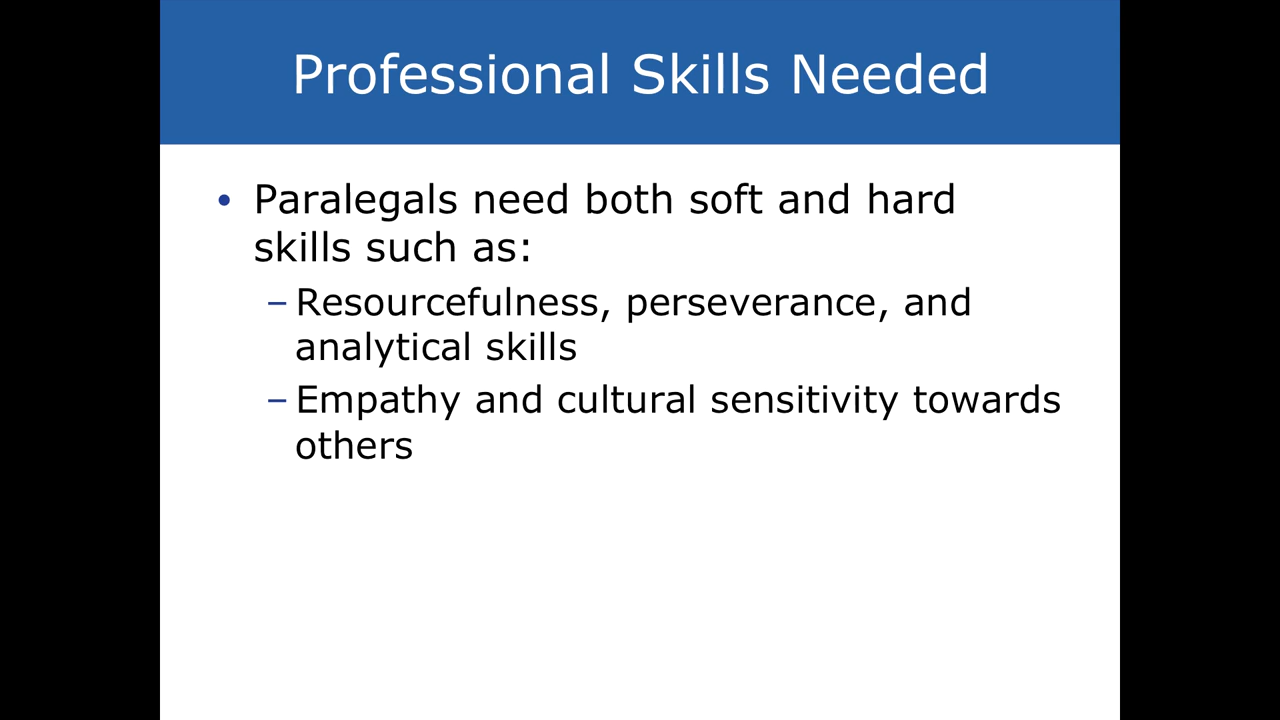 Professional Skills Needed
• Paralegals need both soft and hard
skills such as:
– Resourcefulness, perseverance, and
analytical skills
– Empathy and cultural sensitivity towards
others